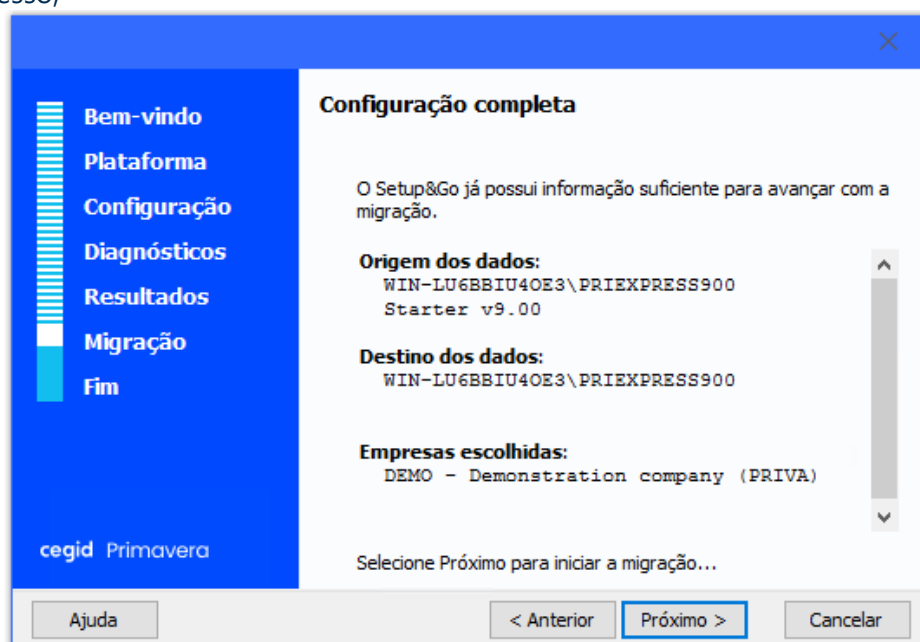 Bem-vindo
Plataforma
Configuração
Diagnósticos
Resultados
Migração
Fim
cegid Primavera
Configuração completa
O Setup&Go já possui informação suficiente para avançar com a
migração.
Origem dos dados:
WIN-LU6BBIU4OE3\PRIEXPRESS900
Starter v9.00
Destino dos dados:
WIN-LU6BBIU4OE3\PRIEXPRESS900
Empresas escolhidas:
DEMO - Demonstration company (PRIVA)
Selecione Próximo para iniciar a migração...
Ajuda
< Anterior
Próximo >
Cancelar